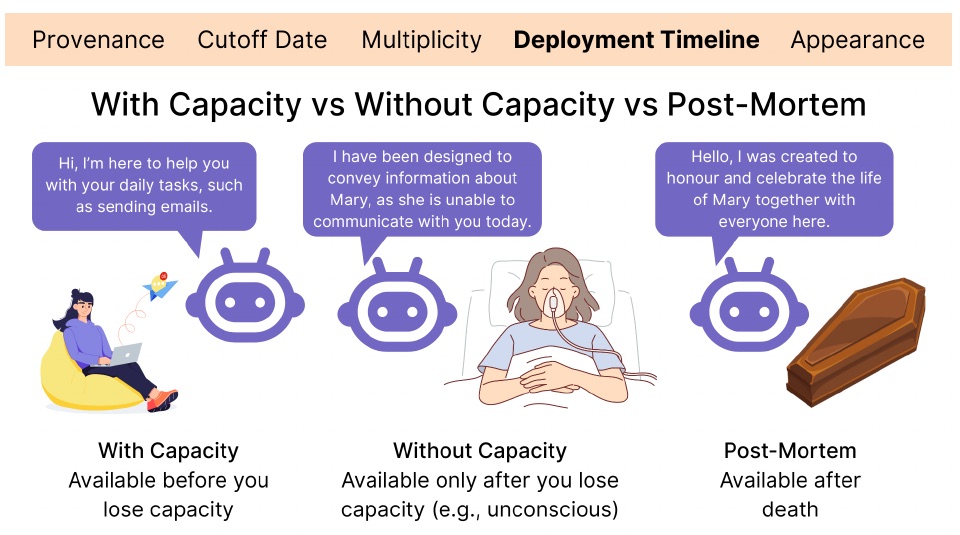 Provenance Cutoff Date Multiplicity Deployment Timeline Appearance
With Capacity vs Without Capacity vs Post-Mortem
Hi, I’m here to help you
with your daily tasks, such
as sending emails.
I have been designed to
convey information about
Mary, as she is unable to
communicate with you today.
Hello, I was created to
honour and celebrate the life
of Mary together with
everyone here.
With Capacity
Available before you
lose capacity
Without Capacity
Available only after you lose
capacity (e.g., unconscious)
Post-Mortem
Available after
death